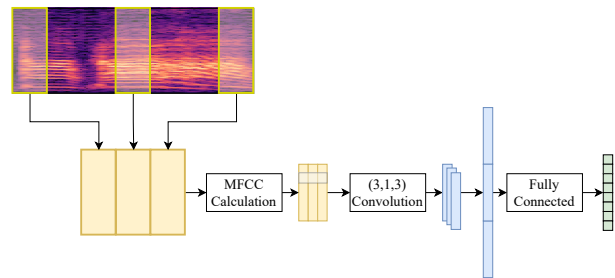 MFCC
Calculation
(3,1,3)
Convolution
Fully
Connected